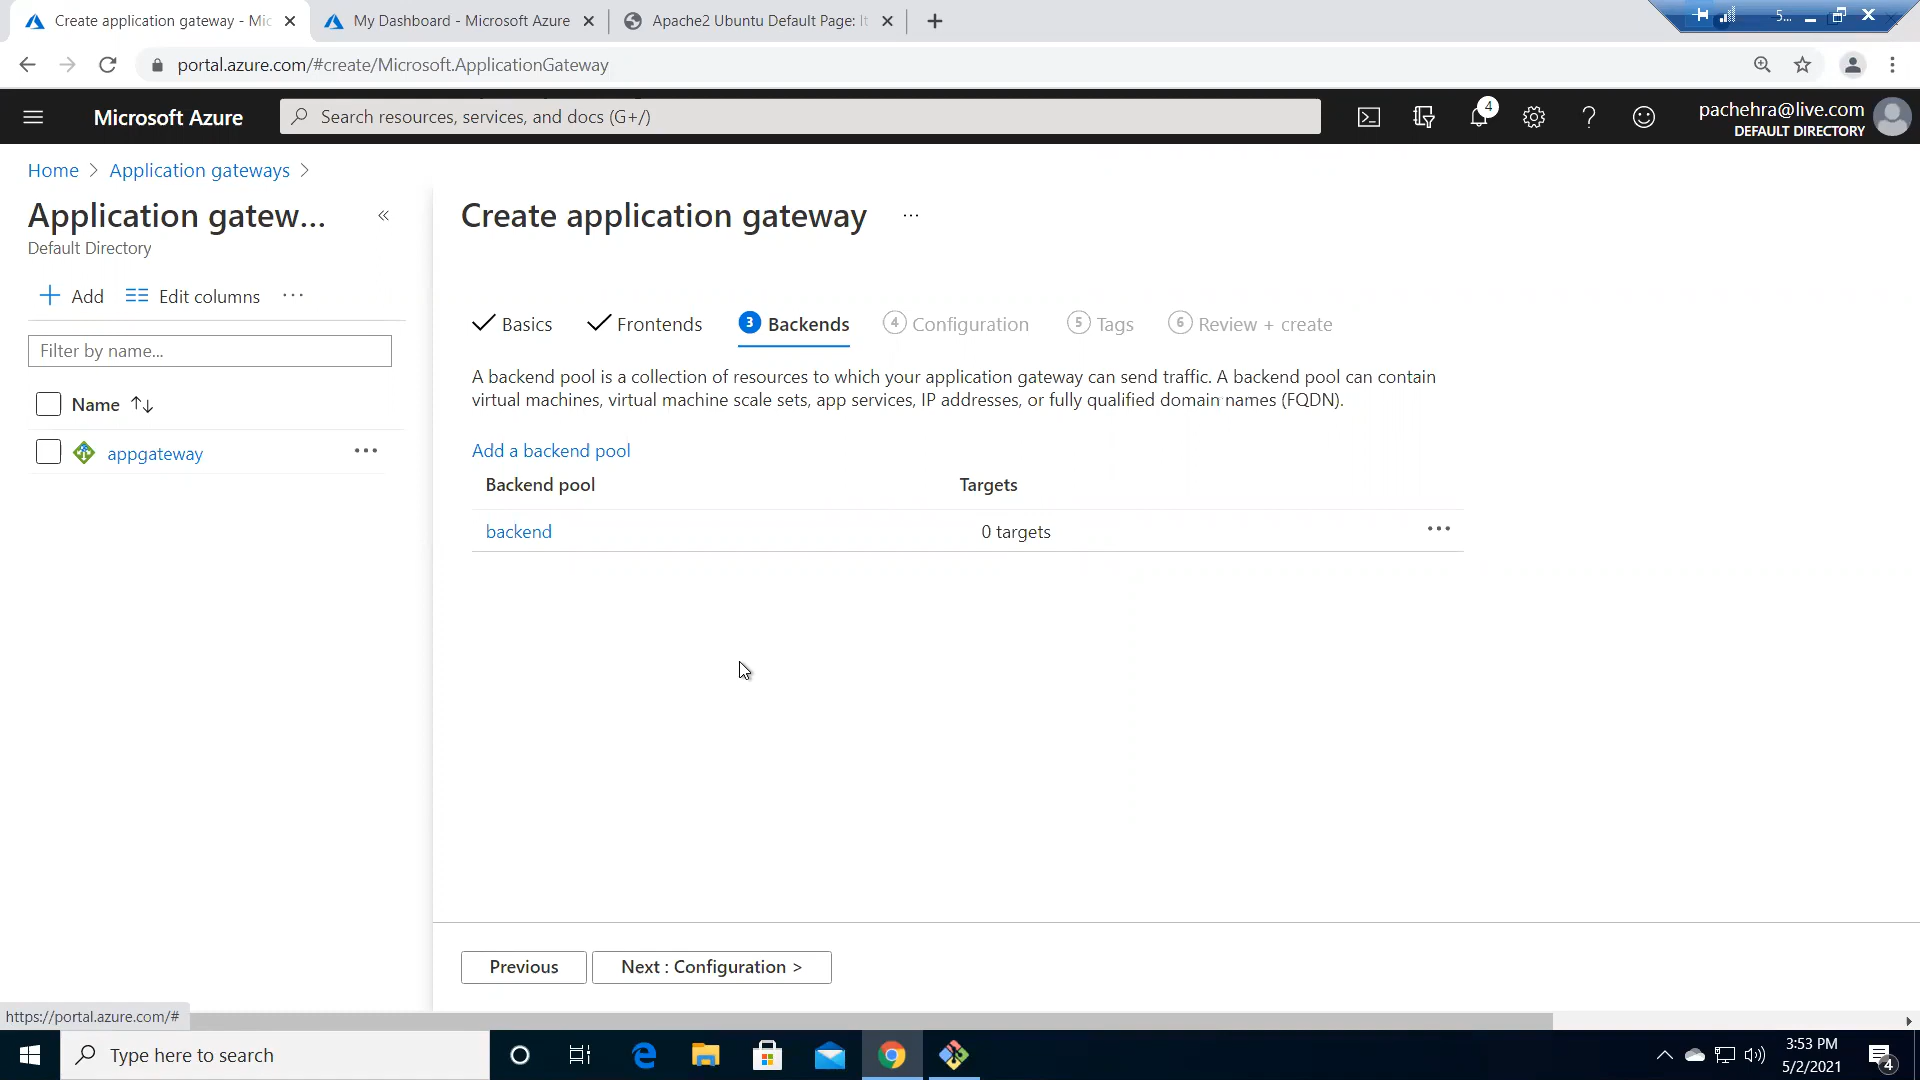 Create application gateway - Mic
My Dashboard - Microsoft Azure
Apache2 Ubuntu Default Page: It
5...
portal.azure.com/#create/Microsoft.ApplicationGateway
Microsoft Azure
Search resources, services, and docs (G+/)
4
pachehra@live.com
DEFAULT DIRECTORY
Home > Application gateways >
Application gatew...
Default Directory
Add
Edit columns
Filter by name...
Name
appgateway
Create application gateway
Basics
Frontends
3 Backends
4 Configuration
5 Tags
6 Review + create
A backend pool is a collection of resources to which your application gateway can send traffic. A backend pool can contain
virtual machines, virtual machine scale sets, app services, IP addresses, or fully qualified domain names (FQDN).
Add a backend pool
Backend pool
Targets
backend
0 targets
Previous
Next : Configuration >
https://portal.azure.com/#
Type here to search
3:53 PM
5/2/2021
4